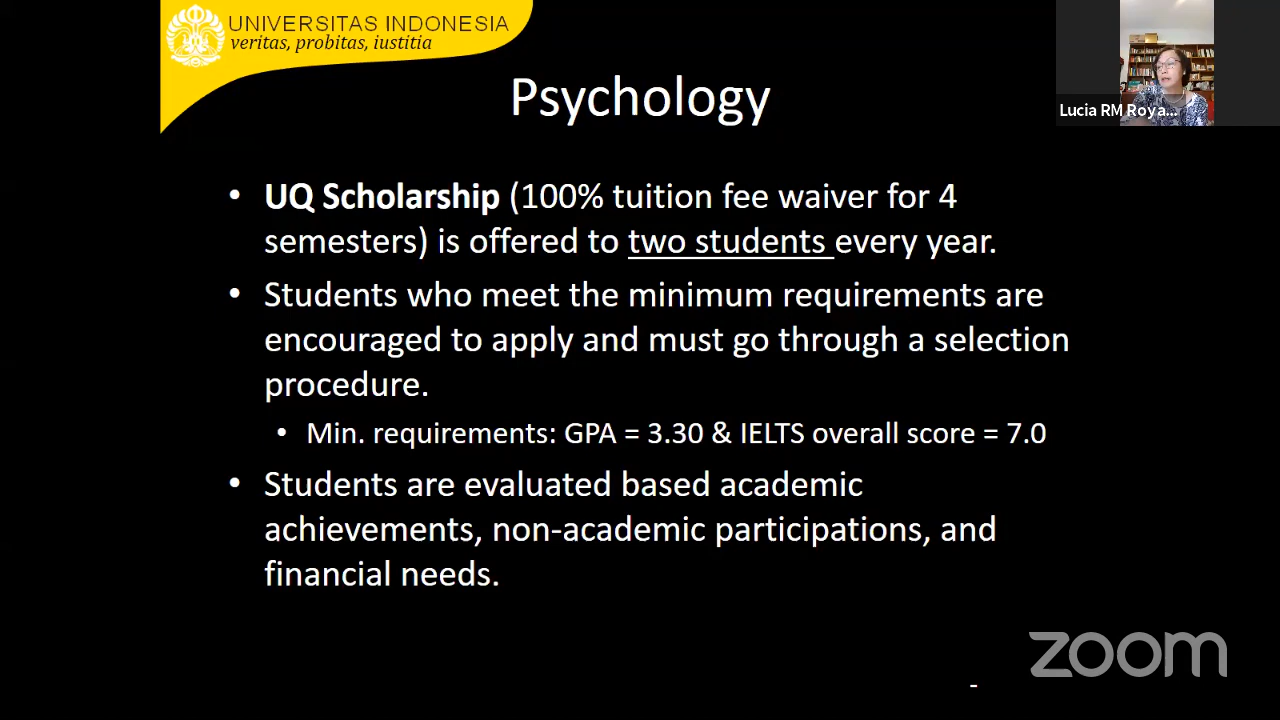 UNIVERSITAS INDONESIA
veritas, probitas, iustitia
Psychology
Lucia RM Roya...
• UQ Scholarship (100% tuition fee waiver for 4
semesters) is offered to two students every year.
• Students who meet the minimum requirements are
encouraged to apply and must go through a selection
procedure.
• Min. requirements: GPA = 3.30 & IELTS overall score = 7.0
• Students are evaluated based academic
achievements, non-academic participations, and
financial needs.
zoom
-